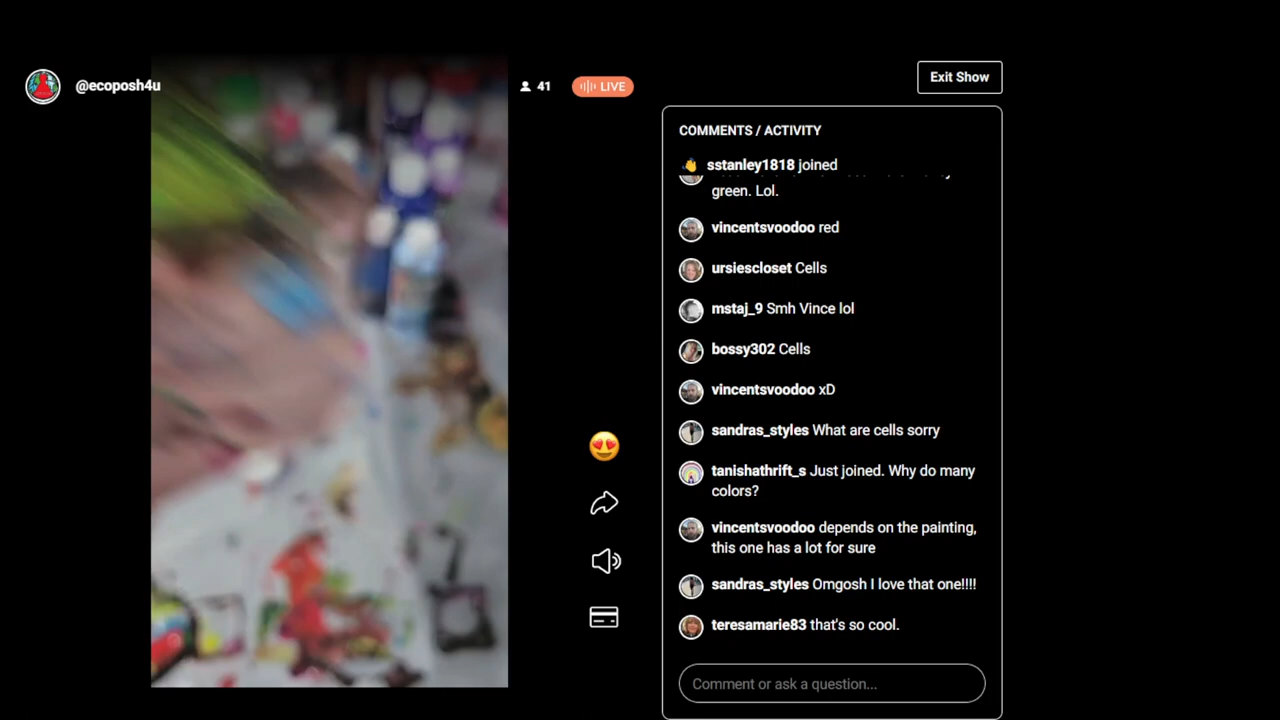 @ecoposh4u
41
LIVE
Exit Show
COMMENTS / ACTIVITY
sstanley1818 joined
green. Lol.
vincentsvoodoo red
ursiescloset Cells
mstaj_9 Smh Vince lol
bossy302 Cells
vincentsvoodoo xD
sandras_styles What are cells sorry
tanishathrift_s Just joined. Why do many
colors?
vincentsvoodoo depends on the painting,
this one has a lot for sure
sandras_styles Omgosh I love that one!!!!
teresamarie83 that's so cool.
Comment or ask a question...